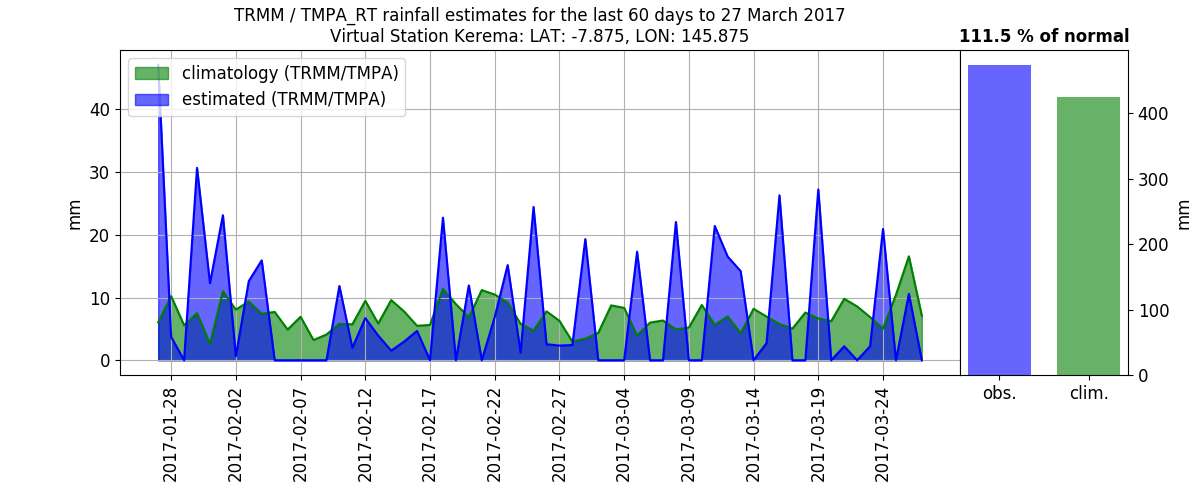 TRMM / TMPA_RT rainfall estimates for the last 60 days to 27 March 2017
Virtual Station Kerema: LAT: -7.875, LON: 145.875
111.5 % of normal
climatology (TRMM/TMPA)
estimated (TRMM/TMPA)
mm
40
30
20
10
0
2017-01-28
2017-02-02
2017-02-07
2017-02-12
2017-02-17
2017-02-22
2017-02-27
2017-03-04
2017-03-09
2017-03-14
2017-03-19
2017-03-24
400
300
200
100
0
mm
obs.
clim.